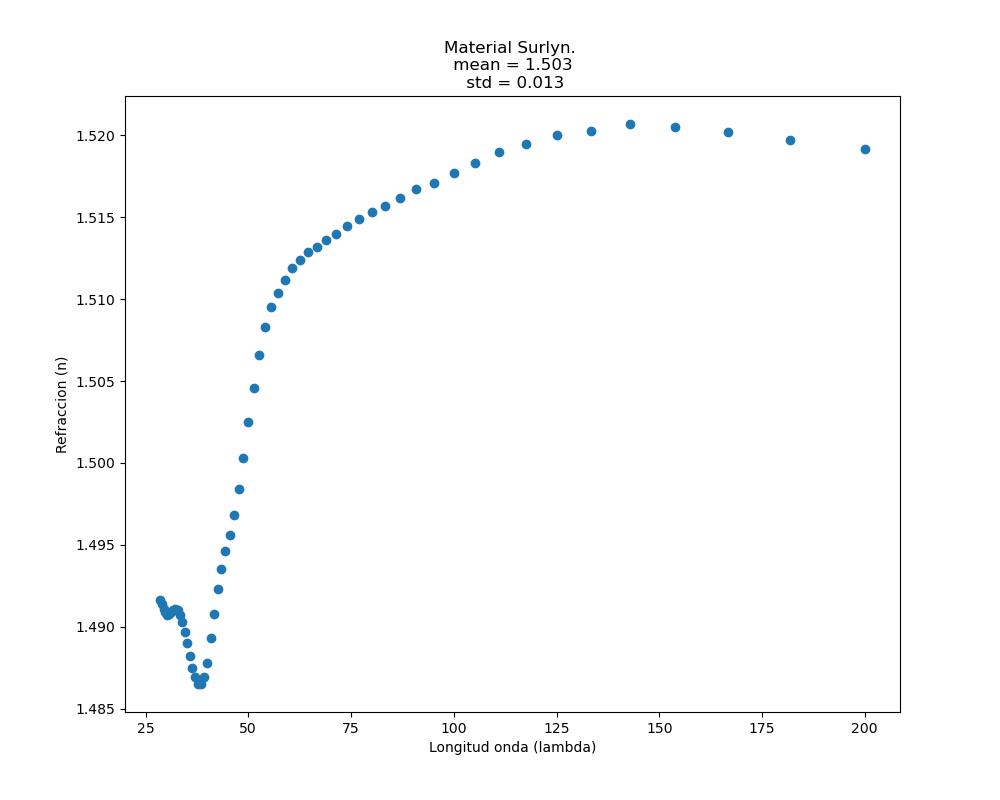 Material Surlyn.
mean = 1.503
std = 0.013
1.520
1.515
1.510
1.505
1.500
1.495
1.490
1.485
Refraccion (n)
25 50 75 100 125 150 175 200
Longitud onda (lambda)